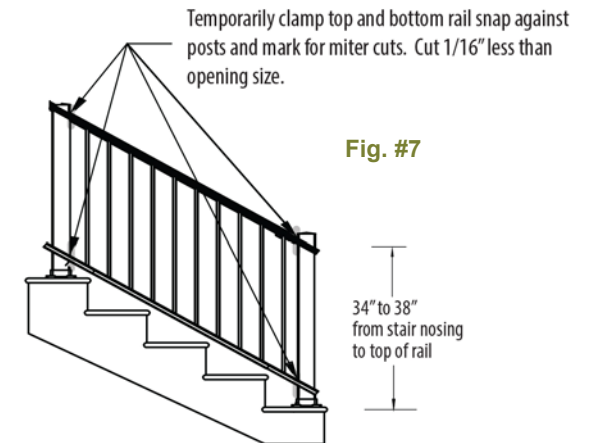 Temporarily clamp top and bottom rail snap against
posts and mark for miter cuts. Cut 1/16” less than
opening size.
Fig. #7
34” to 38”
from stair nosing
to top of rail